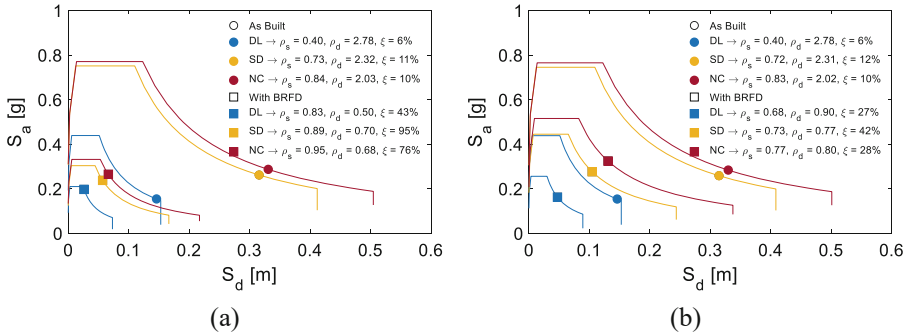 1
0.8
0.6
0.4
0.2
0
S_a [g]
0 0.1 0.2 0.3 0.4 0.5 0.6
S_d [m]
As Built
DL → ρ_s = 0.40, ρ_d = 2.78, ξ = 6%
SD → ρ_s = 0.73, ρ_d = 2.32, ξ = 11%
NC → ρ_s = 0.84, ρ_d = 2.03, ξ = 10%
With BRFD
DL → ρ_s = 0.83, ρ_d = 0.50, ξ = 43%
SD → ρ_s = 0.89, ρ_d = 0.70, ξ = 95%
NC → ρ_s = 0.95, ρ_d = 0.68, ξ = 76%
(a)
1
0.8
0.6
0.4
0.2
0
S_a [g]
0 0.1 0.2 0.3 0.4 0.5 0.6
S_d [m]
As Built
DL → ρ_s = 0.40, ρ_d = 2.78, ξ = 6%
SD → ρ_s = 0.72, ρ_d = 2.31, ξ = 12%
NC → ρ_s = 0.83, ρ_d = 2.02, ξ = 10%
With BRFD
DL → ρ_s = 0.68, ρ_d = 0.90, ξ = 27%
SD → ρ_s = 0.73, ρ_d = 0.77, ξ = 42%
NC → ρ_s = 0.77, ρ_d = 0.80, ξ = 28%
(b)